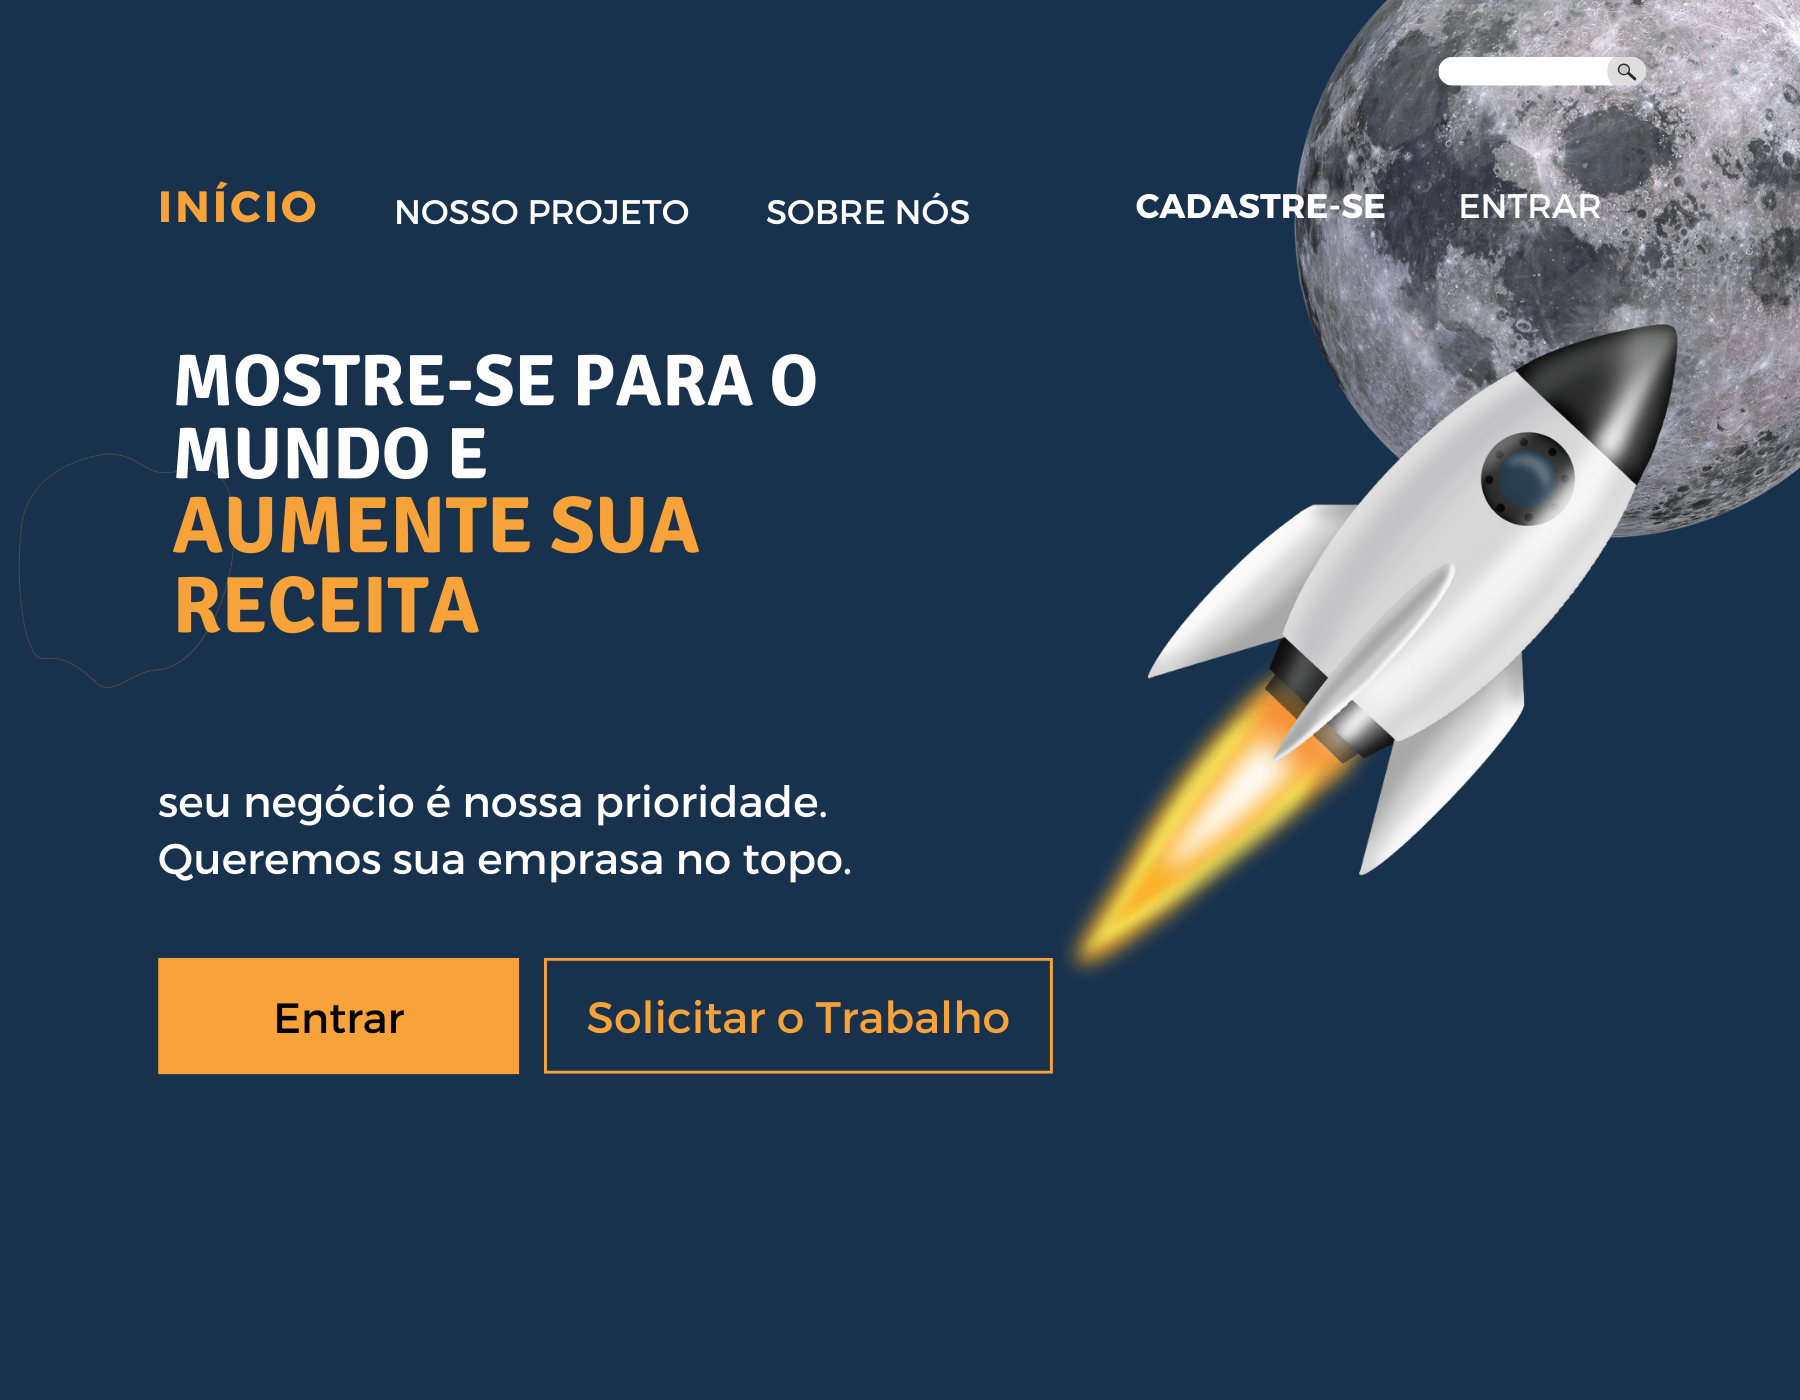 INÍCIO
NOSSO PROJETO
SOBRE NÓS
CADASTRE-SE
ENTRAR
MOSTRE-SE PARA O
MUNDO E
AUMENTE SUA
RECEITA
seu negócio é nossa prioridade.
Queremos sua emprasa no topo.
Entrar
Solicitar o Trabalho